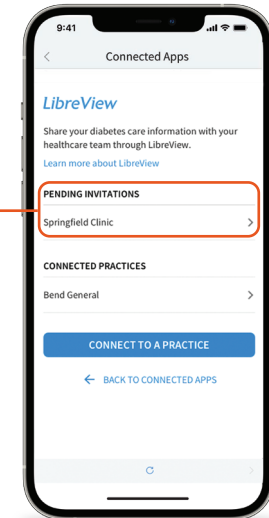 9:41
Connected Apps
LibreView
Share your diabetes care information with your
healthcare team through LibreView.
Learn more about LibreView
PENDING INVITATIONS
Springfield Clinic
CONNECTED PRACTICES
Bend General
CONNECT TO A PRACTICE
BACK TO CONNECTED APPS